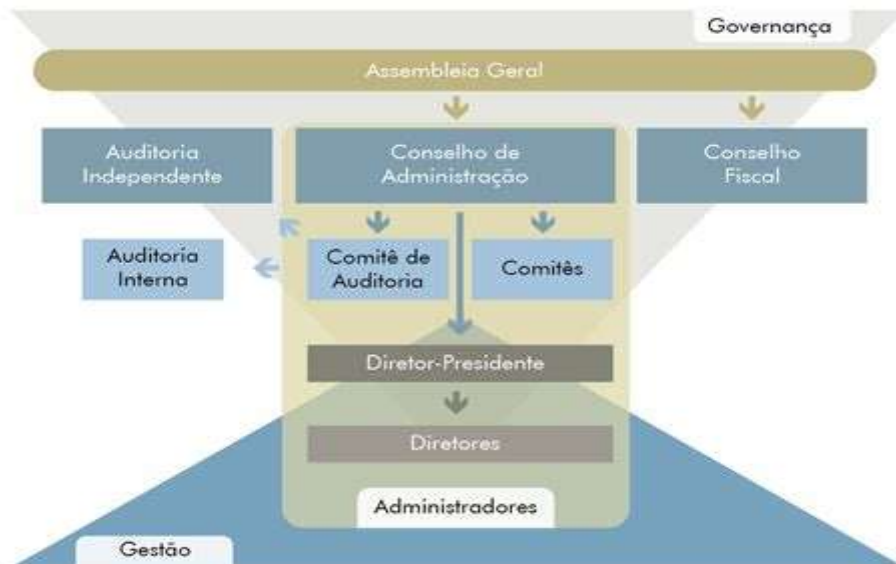 Governança
Assembleia Geral
Auditoria
Independente
Conselho de
Administração
Conselho
Fiscal
Auditoria
Interna
Comitê de
Auditoria
Comitês
Diretor-Presidente
Diretores
Administradores
Gestão